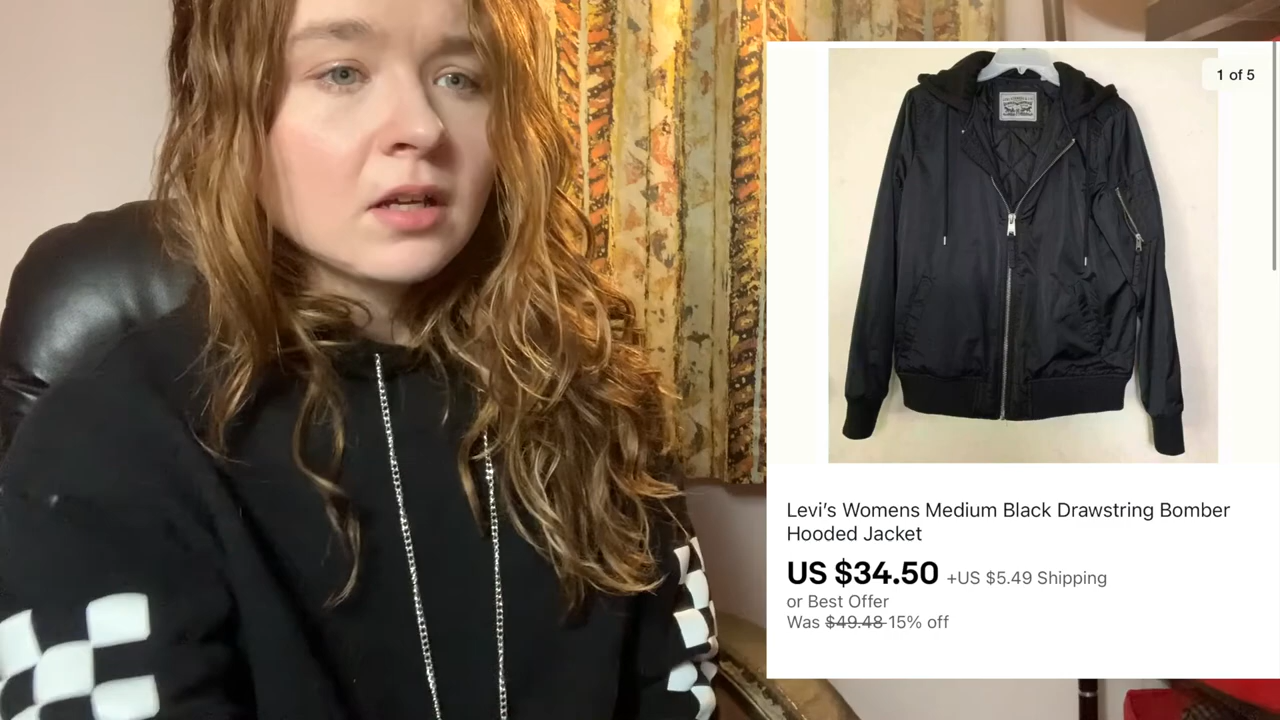 1 of 5
Levi's Womens Medium Black Drawstring Bomber
Hooded Jacket
US $34.50 +US $5.49 Shipping
or Best Offer
Was $49.48 15% off